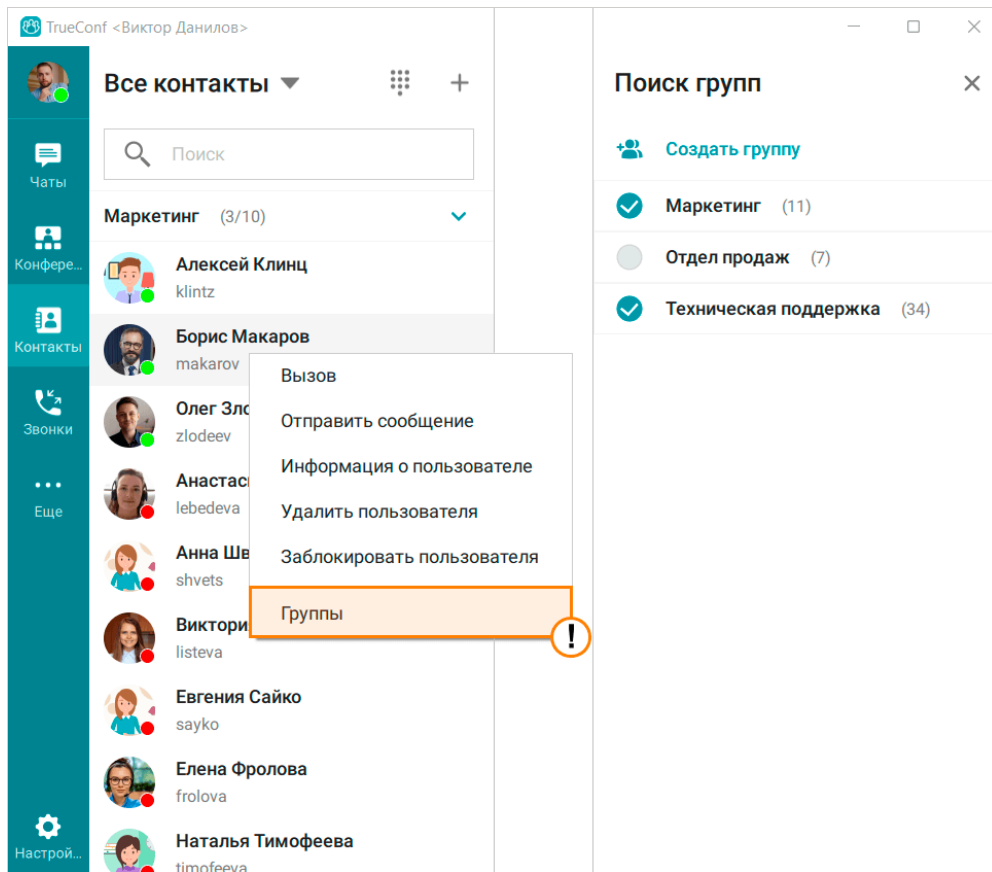 TrueConf <Виктор Данилов>
Все контакты
Поиск
Чаты
Конфере...
Контакты
Звонки
Еще
Настрой...
Маркетинг (3/10)
Алексей Клинц
klintz
Борис Макаров
makarov
Олег Зло
zlodeev
Анастас
lebedeva
Анна Шв
shvets
Виктори
listeva
Евгения Сайко
sayko
Елена Фролова
frolova
Наталья Тимофеева
timofeeva
Вызов
Отправить сообщение
Информация о пользователе
Удалить пользователя
Заблокировать пользователя
Группы
!
Поиск групп
Создать группу
Маркетинг (11)
Отдел продаж (7)
Техническая поддержка (34)